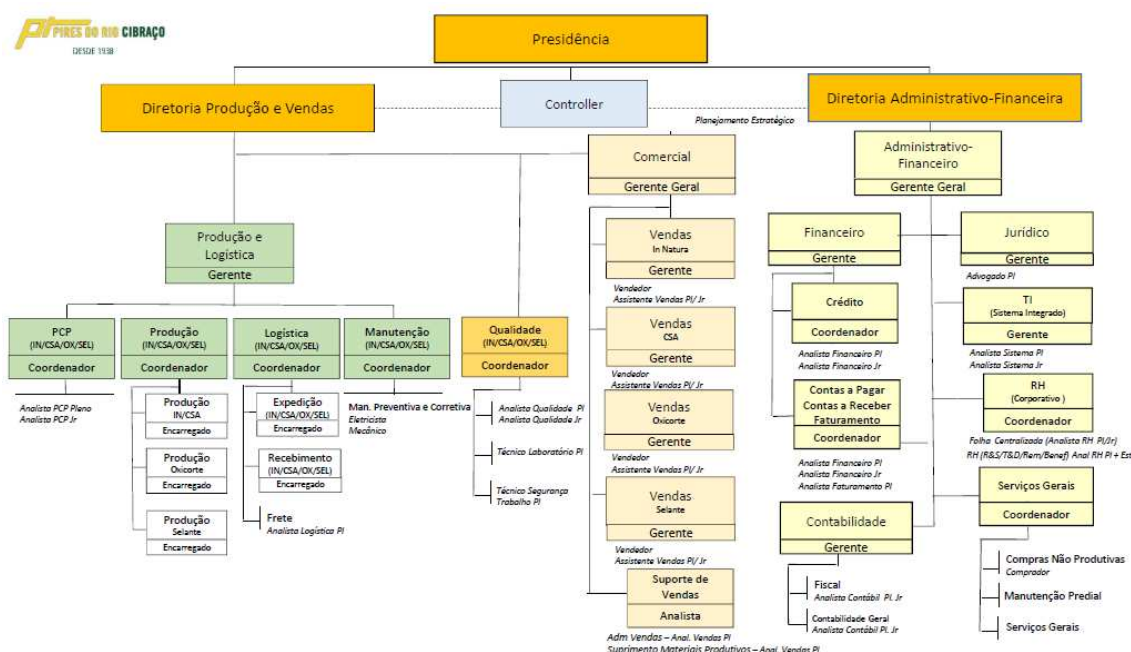 PIRES DO RIO CIBRAÇO
DESDE 1938
Presidência
Diretoria Produção e Vendas
Controller
Diretoria Administrativo-Financeira
Planejamento Estratégico
Comercial
Gerente Geral
Administrativo-
Financeiro
Gerente Geral
Produção e
Logística
Gerente
PCP
(IN/CSA/OX/SEL)
Coordenador
Analista PCP Pleno
Analista PCP Jr
Produção
(IN/CSA/OX/SEL)
Coordenador
Produção
IN/CSA
Encarregado
Produção
Oxicorte
Encarregado
Produção
Selante
Encarregado
Logística
(IN/CSA/OX/SEL)
Coordenador
Expedição
(IN/CSA/OX/SEL)
Encarregado
Recebimento
(IN/CSA/OX/SEL)
Encarregado
Frete
Analista Logística Pl
Manutenção
(IN/CSA/OX/SEL)
Coordenador
Man. Preventiva e Corretiva
Eletricista
Mecânico
Qualidade
(IN/CSA/OX/SEL)
Coordenador
Analista Qualidade Pl
Analista Qualidade Jr
Técnico Laboratório Pl
Técnico Segurança
Trabalho Pl
Vendas
In Natura
Gerente
Vendedor
Assistente Vendas Pl/ Jr
Vendas
CSA
Gerente
Vendedor
Assistente Vendas Pl/ Jr
Vendas
Oxicorte
Gerente
Vendedor
Assistente Vendas Pl/ Jr
Vendas
Selante
Gerente
Vendedor
Assistente Vendas Pl/ Jr
Suporte de
Vendas
Analista
Adm Vendas – Anal. Vendas Pl
Suprimento Materiais Produtivos – Anal. Vendas Pl
Financeiro
Gerente
Crédito
Coordenador
Analista Financeiro Pl
Analista Financeiro Jr
Contas a Pagar
Contas a Receber
Faturamento
Coordenador
Analista Financeiro Pl
Analista Financeiro Jr
Analista Faturamento Pl
Contabilidade
Gerente
Fiscal
Analista Contábil Pl. Jr
Contabilidade Geral
Analista Contábil Pl. Jr
Jurídico
Gerente
Advogado Pl
TI
(Sistema Integrado)
Gerente
Analista Sistema Pl
Analista Sistema Jr
RH
(Corporativo )
Coordenador
Folha Centralizada (Analista RH Pl/Jr)
RH (R&S/T&D/Rem/Benef) Anal RH Pl + Est
Serviços Gerais
Coordenador
Compras Não Produtivas
Comprador
Manutenção Predial
Serviços Gerais